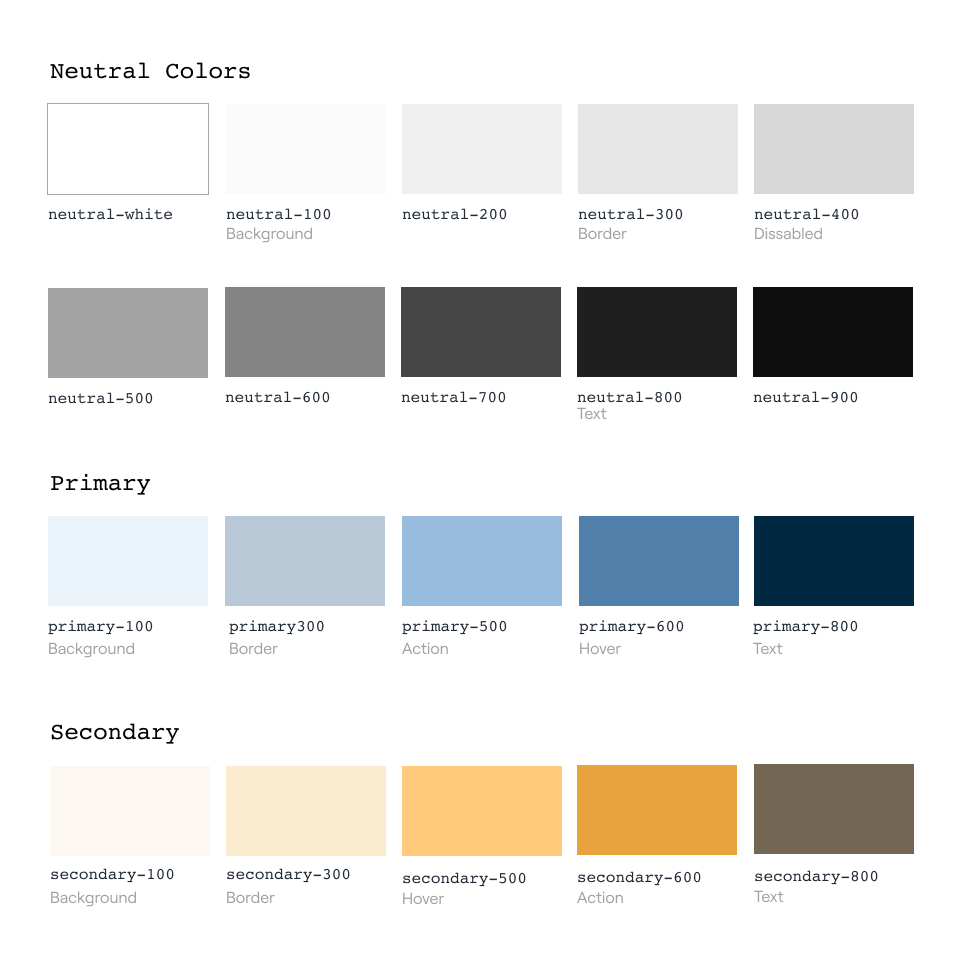 Neutral Colors
neutral-white
neutral-100
neutral-200
neutral-300
neutral-400
Background
Border
Dissabled
neutral-500
neutral-600
neutral-700
neutral-800
neutral-900
Text
Primary
primary-100
primary300
primary-500
primary-600
primary-800
Background
Border
Action
Hover
Text
Secondary
secondary-100
secondary-300
secondary-500
secondary-600
secondary-800
Background
Border
Hover
Action
Text